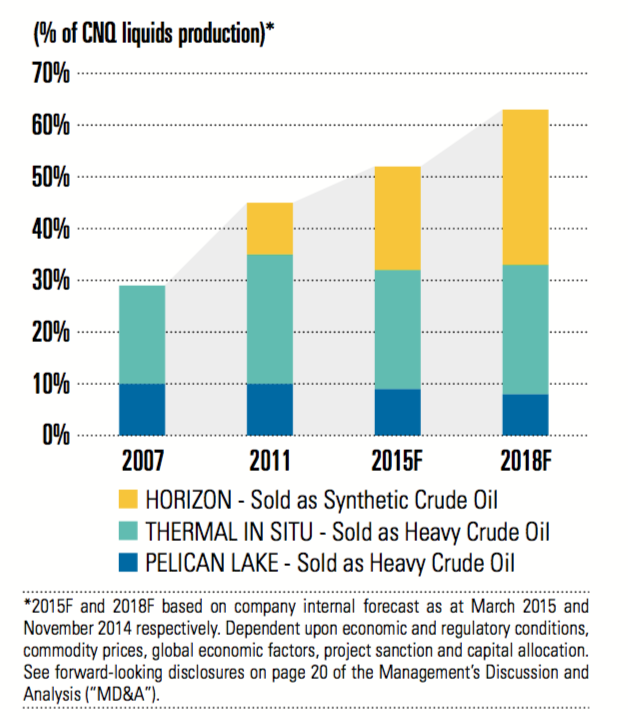 (% of CNQ liquids production)*
70%
60%
50%
40%
30%
20%
10%
0%
2007 2011 2015F 2018F
HORIZON - Sold as Synthetic Crude Oil
THERMAL IN SITU - Sold as Heavy Crude Oil
PELICAN LAKE - Sold as Heavy Crude Oil
*2015F and 2018F based on company internal forecast as at March 2015 and
November 2014 respectively. Dependent upon economic and regulatory conditions,
commodity prices, global economic factors, project sanction and capital allocation.
See forward-looking disclosures on page 20 of the Management's Discussion and
Analysis ("MD&A").